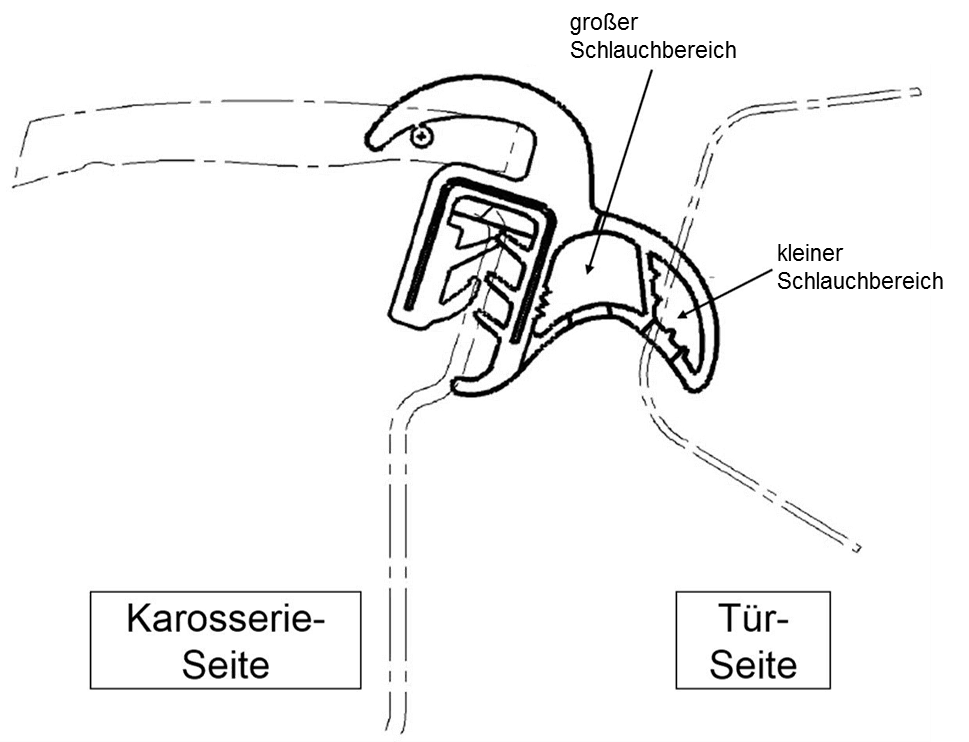 großer
Schlauchbereich
kleiner
Schlauchbereich
Karosserie-
Seite
Tür-
Seite